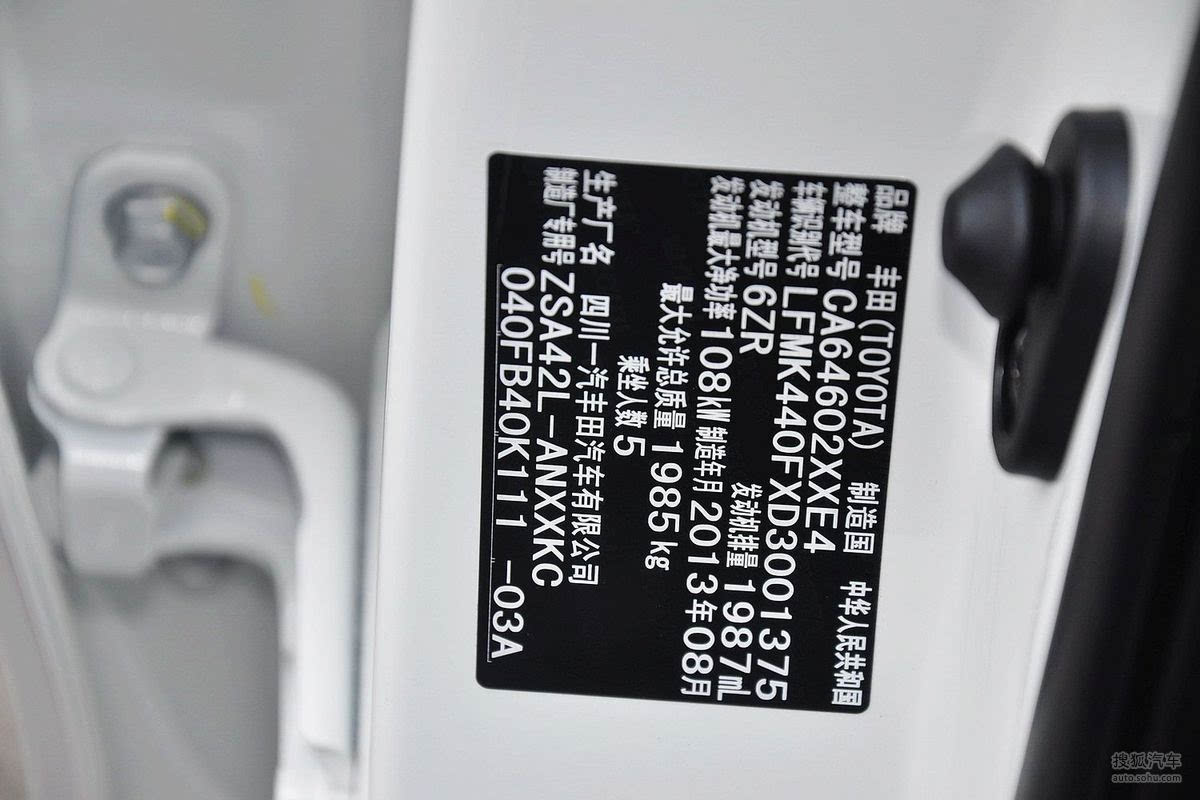 品牌 丰田(TOYOTA) 制造国 中华人民共和国
整车型号 CA64602XXE4
车辆识别代号 LFMK440FXD3001375
发动机型号 6ZR 发动机排量 1987mL
发动机最大净功率 108kW 制造年月 2013年08月
最大允许总质量 1985kg
乘坐人数 5
生产厂名 四川一汽丰田汽车有限公司
制造厂专用号 ZSA42L-ANXXKC
040FB40K111 -03A
搜狐汽车
auto.sohu.com